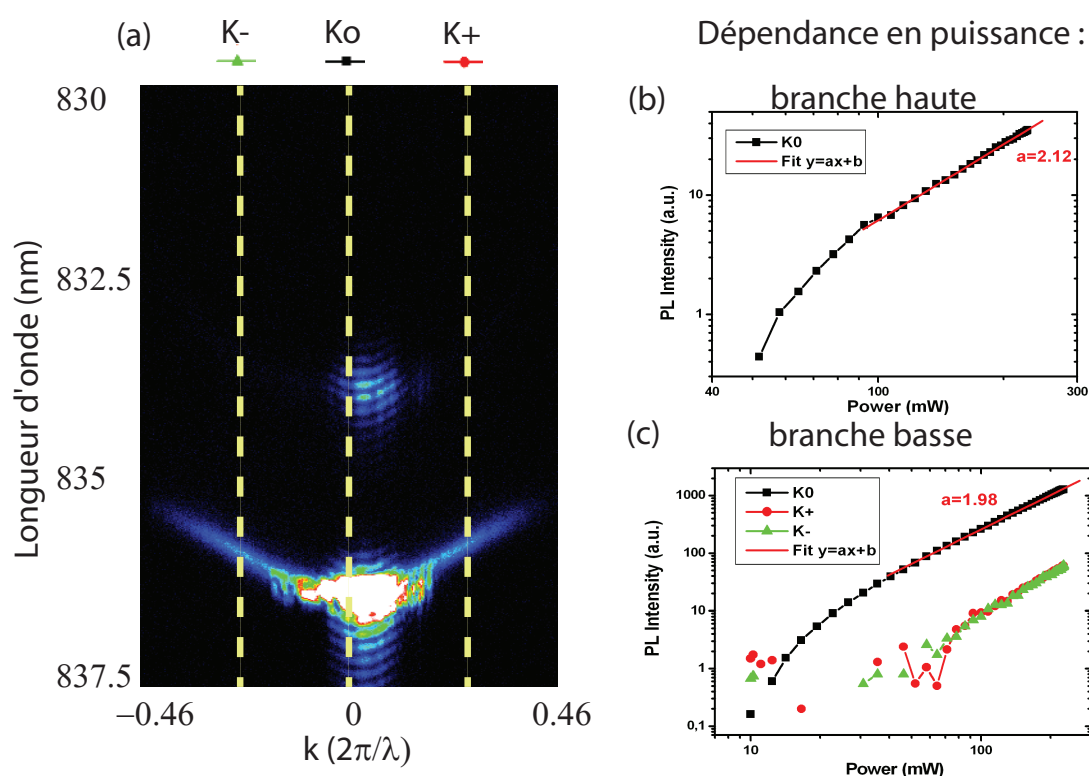 (a)
K- Ko K+
830
832.5
835
837.5
Longueur d'onde (nm)
−0.46 0 0.46
k (2π/λ)
Dépendance en puissance :
(b) branche haute
K0
Fit y=ax+b
a=2.12
10
1
PL Intensity (a.u.)
40 100 300
Power (mW)
(c) branche basse
K0
K+
K-
Fit y=ax+b
a=1.98
1000
100
10
1
0,1
PL Intensity (a.u.)
10 100
Power (mW)